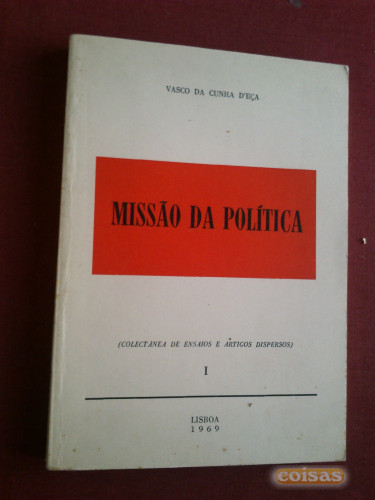 VASCO DA CUNHA D'EÇA
MISSÃO DA POLÍTICA
(COLECTÂNEA DE ENSAIOS E ARTIGOS DISPERSOS)
I
LISBOA
1969
coisas